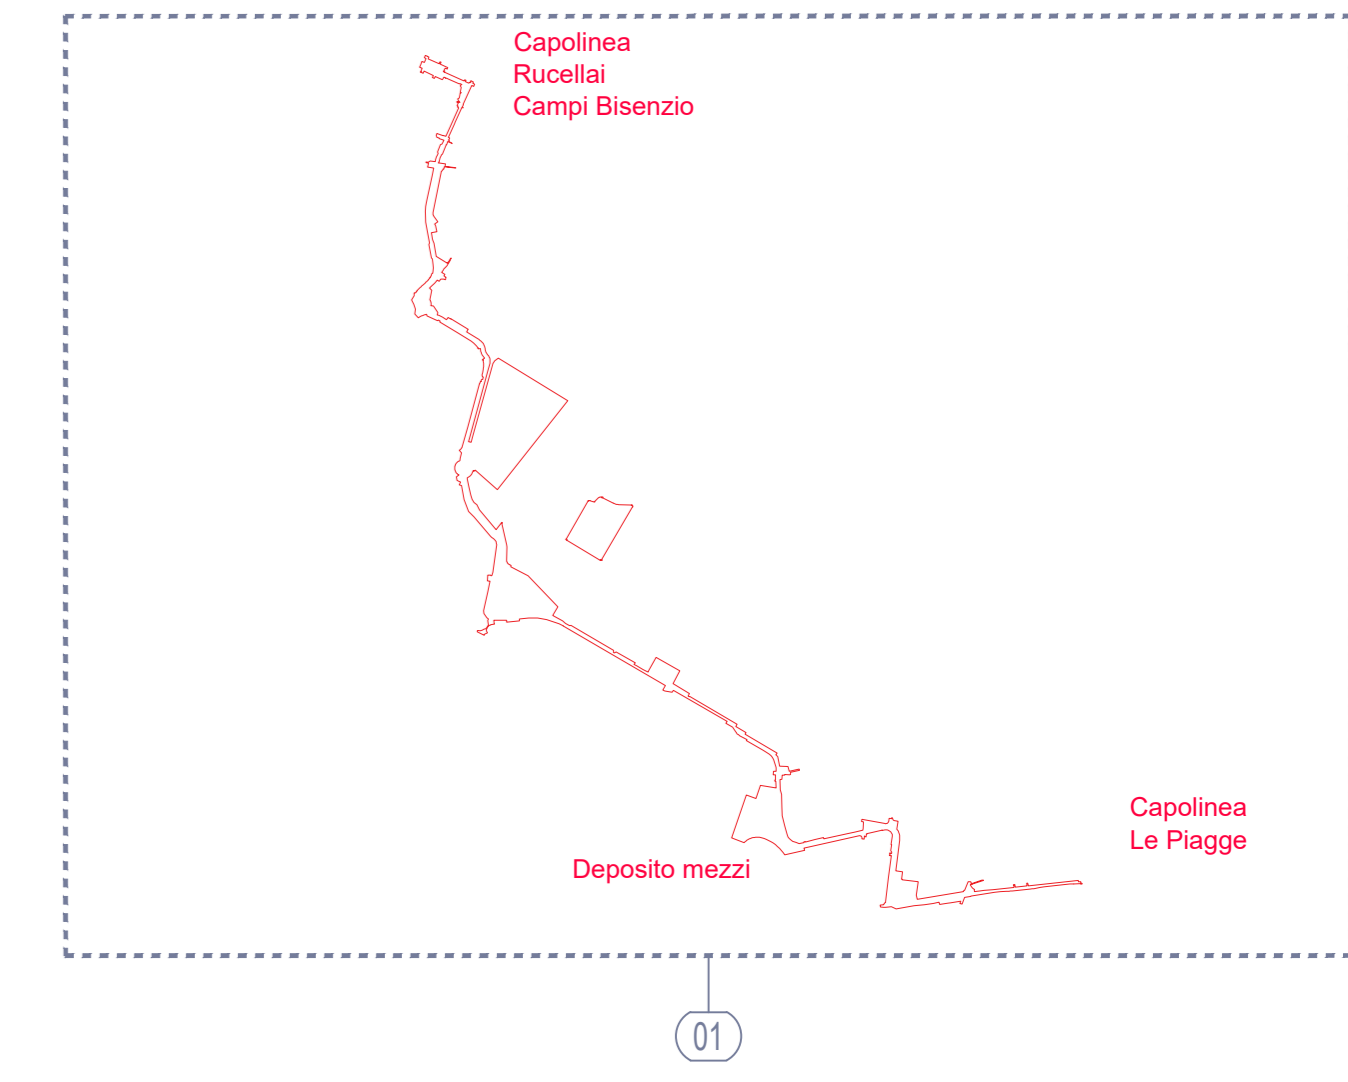 Capolinea
Rucellai
Campi Bisenzio
Capolinea
Le Piagge
Deposito mezzi
01